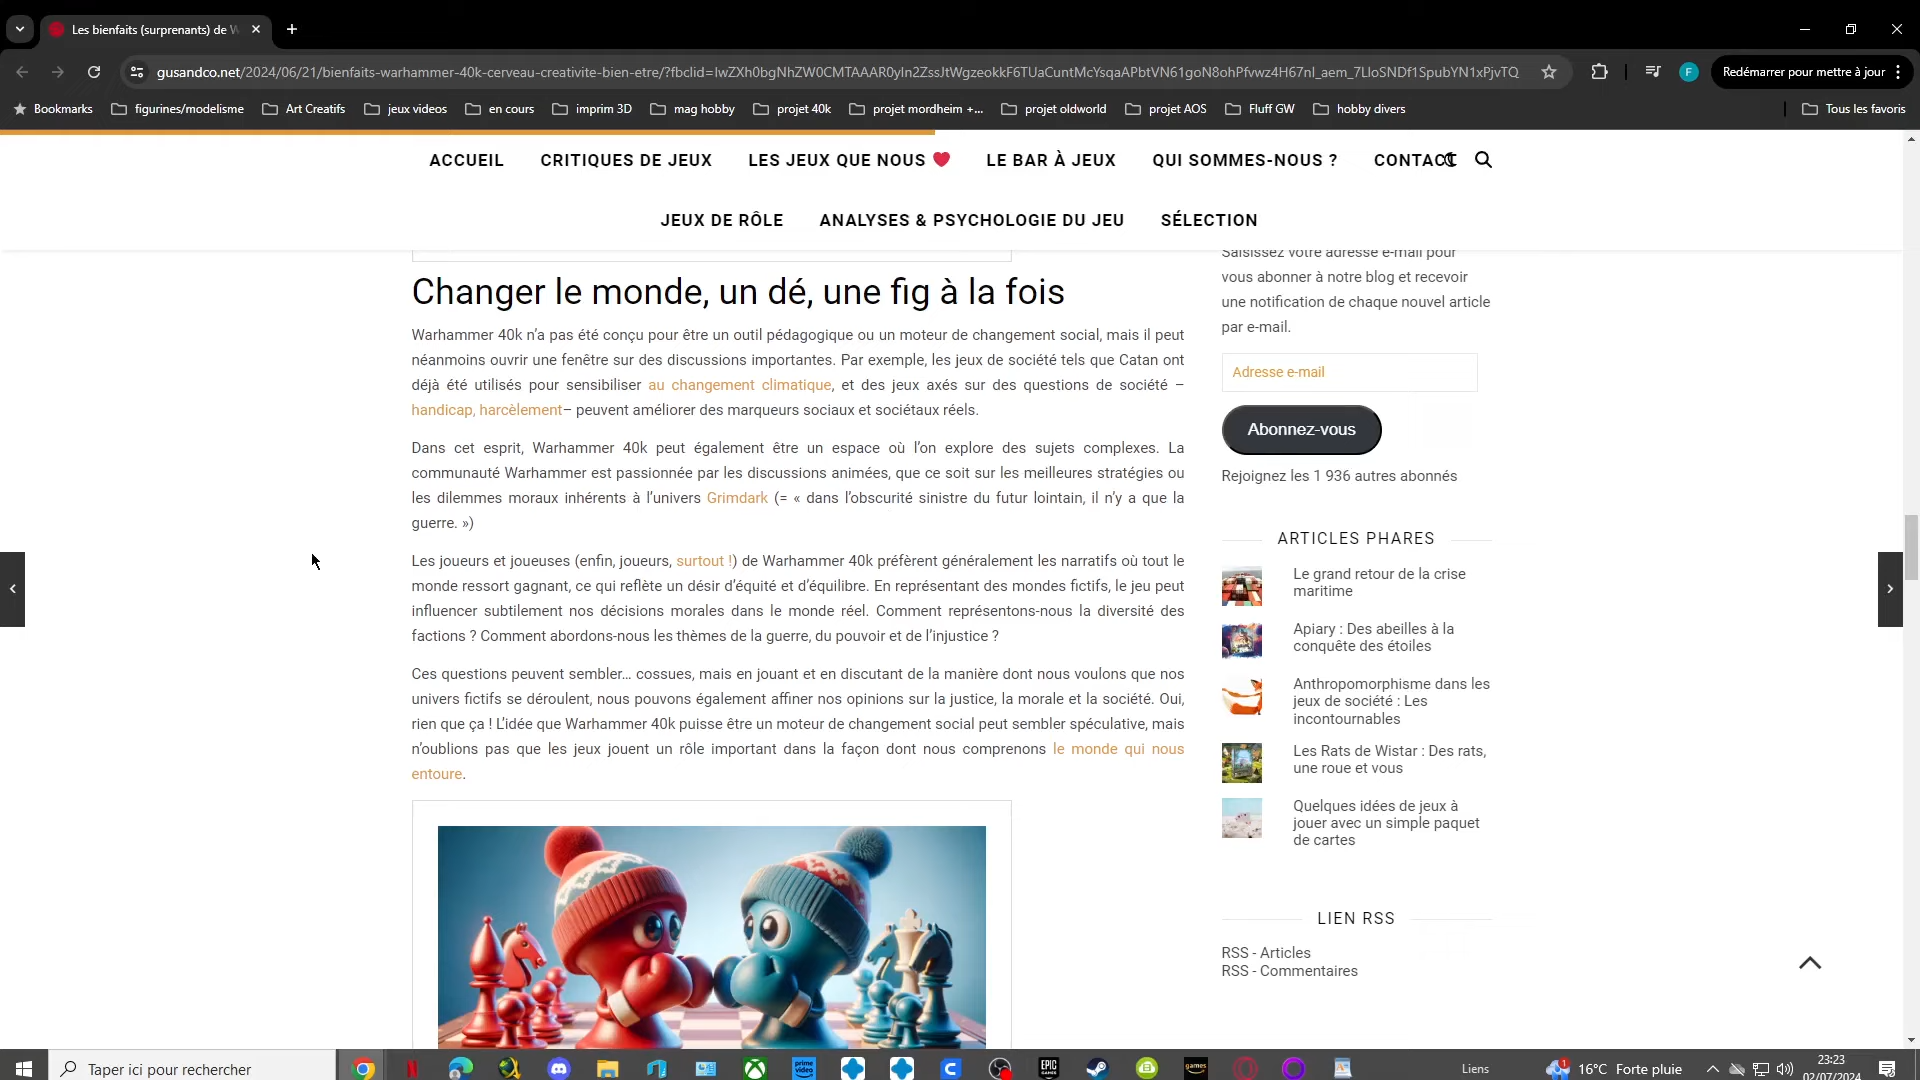 Les bienfaits (surprenants) de W
gusandco.net/2024/06/21/bienfaits-warhammer-40k-cerveau-creativite-bien-etre/?fbclid=IwZXh0bgNhZW0CMTAAAR0yIn2ZssJtWgzeokkF6TUaCuntMcYsqaAPbtVN61goN8ohPfvwz4H67nI_aem_7LIoSNDf1SpubYN1xPjvTQ
F
Redémarrer pour mettre à jour
Bookmarks
figurines/modelisme
Art Creatifs
jeux videos
en cours
imprim 3D
mag hobby
projet 40k
projet mordheim +...
projet oldworld
projet AOS
Fluff GW
hobby divers
Tous les favoris
ACCUEIL
CRITIQUES DE JEUX
LES JEUX QUE NOUS ❤
LE BAR À JEUX
QUI SOMMES-NOUS ?
CONTACT
JEUX DE RÔLE
ANALYSES & PSYCHOLOGIE DU JEU
SÉLECTION
Changer le monde, un dé, une fig à la fois
Warhammer 40k n’a pas été conçu pour être un outil pédagogique ou un moteur de changement social, mais il peut
néanmoins ouvrir une fenêtre sur des discussions importantes. Par exemple, les jeux de société tels que Catan ont
déjà été utilisés pour sensibiliser au changement climatique, et des jeux axés sur des questions de société –
handicap, harcèlement– peuvent améliorer des marqueurs sociaux et sociétaux réels.
Dans cet esprit, Warhammer 40k peut également être un espace où l’on explore des sujets complexes. La
communauté Warhammer est passionnée par les discussions animées, que ce soit sur les meilleures stratégies ou
les dilemmes moraux inhérents à l’univers Grimdark (= « dans l’obscurité sinistre du futur lointain, il n’y a que la
guerre. »)
Les joueurs et joueuses (enfin, joueurs, surtout !) de Warhammer 40k préfèrent généralement les narratifs où tout le
monde ressort gagnant, ce qui reflète un désir d’équité et d’équilibre. En représentant des mondes fictifs, le jeu peut
influencer subtilement nos décisions morales dans le monde réel. Comment représentons-nous la diversité des
factions ? Comment abordons-nous les thèmes de la guerre, du pouvoir et de l’injustice ?
Ces questions peuvent sembler… cossues, mais en jouant et en discutant de la manière dont nous voulons que nos
univers fictifs se déroulent, nous pouvons également affiner nos opinions sur la justice, la morale et la société. Oui,
rien que ça ! L’idée que Warhammer 40k puisse être un moteur de changement social peut sembler spéculative, mais
n’oublions pas que les jeux jouent un rôle important dans la façon dont nous comprenons le monde qui nous
entoure.
Saisissez votre adresse e-mail pour
vous abonner à notre blog et recevoir
une notification de chaque nouvel article
par e-mail.
Adresse e-mail
Abonnez-vous
Rejoignez les 1 936 autres abonnés
ARTICLES PHARES
Le grand retour de la crise
maritime
Apiary : Des abeilles à la
conquête des étoiles
Anthropomorphisme dans les
jeux de société : Les
incontournables
Les Rats de Wistar : Des rats,
une roue et vous
Quelques idées de jeux à
jouer avec un simple paquet
de cartes
LIEN RSS
RSS - Articles
RSS - Commentaires
Taper ici pour rechercher
prime video
EPIC GAMES
games
Liens
1
16°C Forte pluie
23:23
02/07/2024